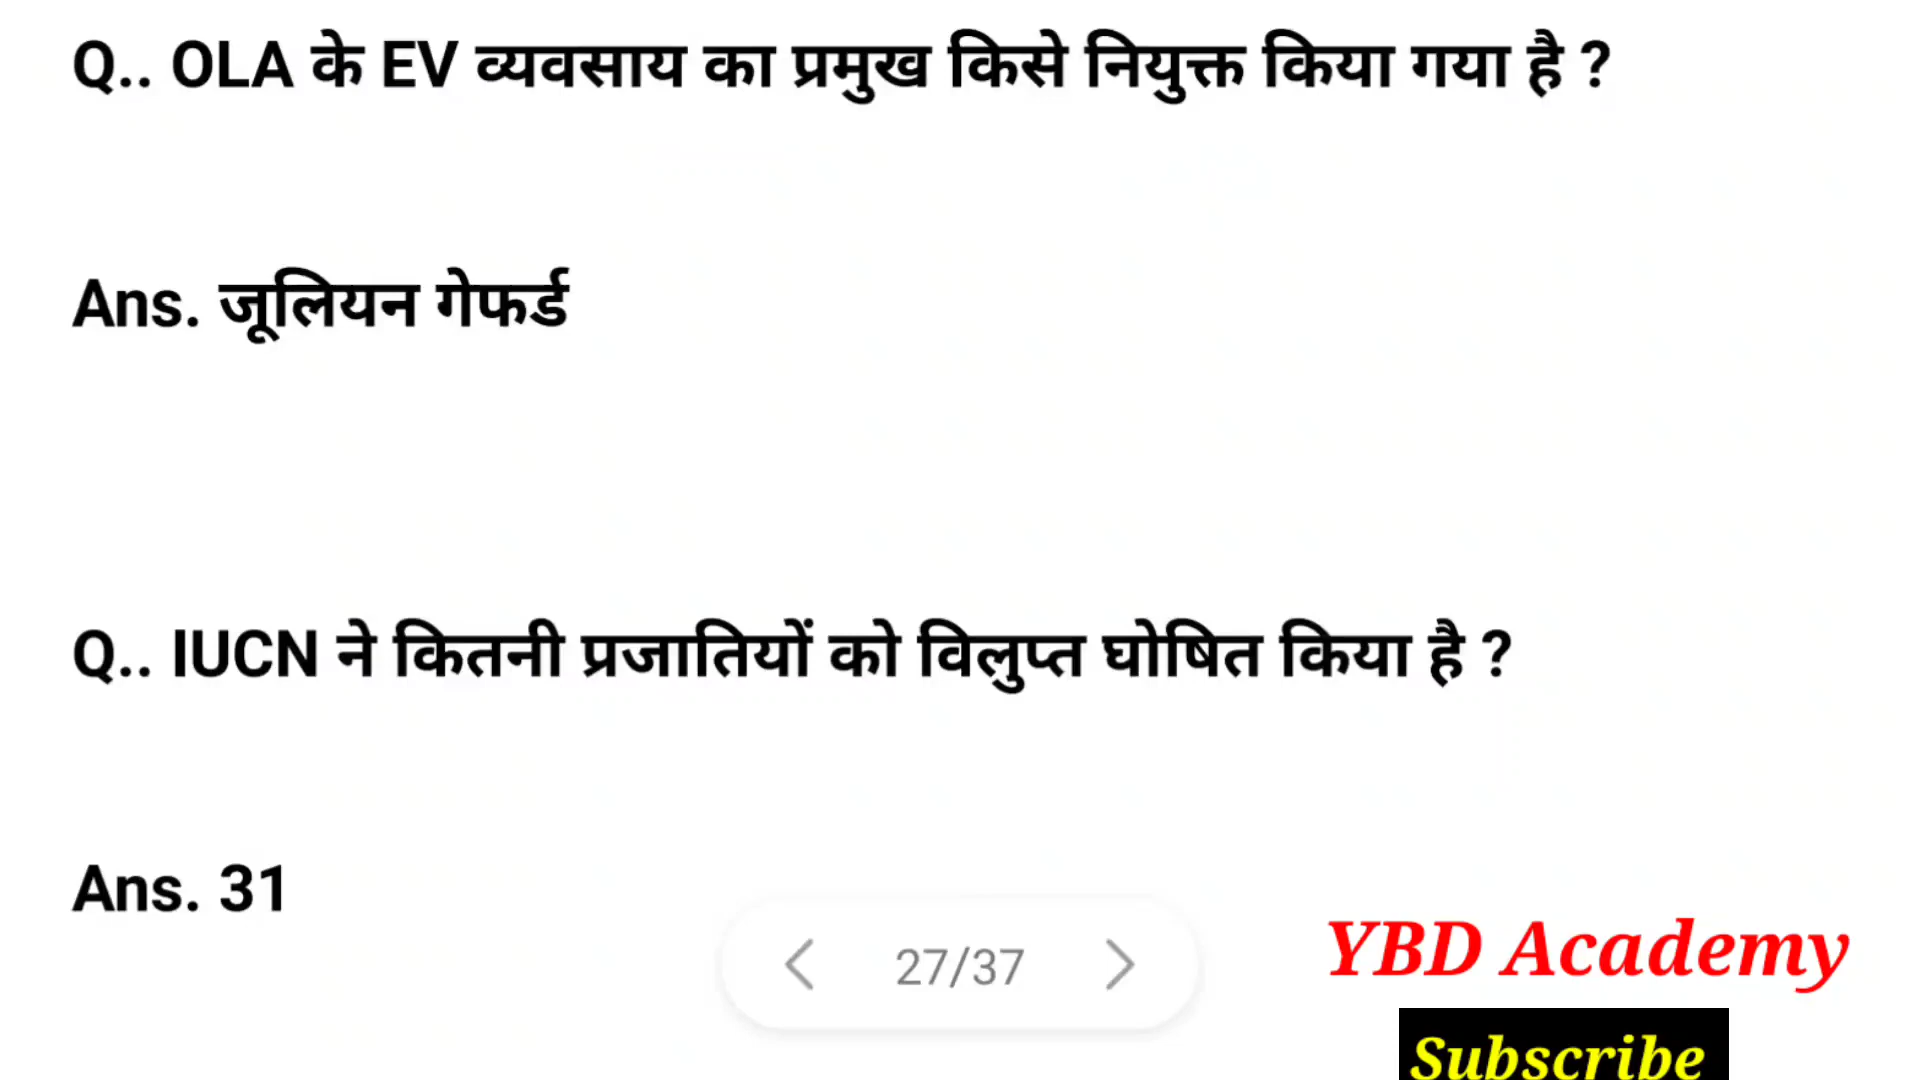 Q.. OLA के EV व्यवसाय का प्रमुख किसे नियुक्त किया गया है ?
Ans. जूलियन गेफर्ड
Q.. IUCN ने कितनी प्रजातियों को विलुप्त घोषित किया है ?
Ans. 31
27/37
YBD Academy
Subscribe